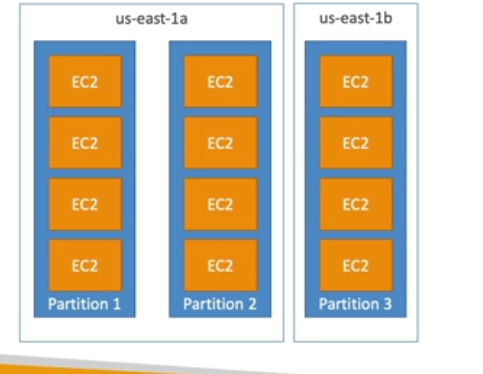 us-east-1a
us-east-1b
EC2
EC2
EC2
EC2
Partition 1
EC2
EC2
EC2
EC2
Partition 2
EC2
EC2
EC2
EC2
Partition 3